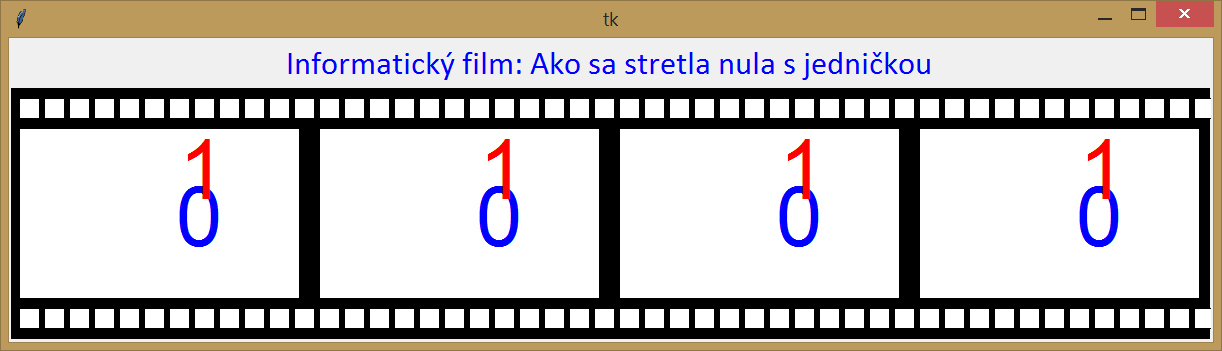 tk
Informatický film: Ako sa stretla nula s jedničkou
1 1 1 1
0 0 0 0